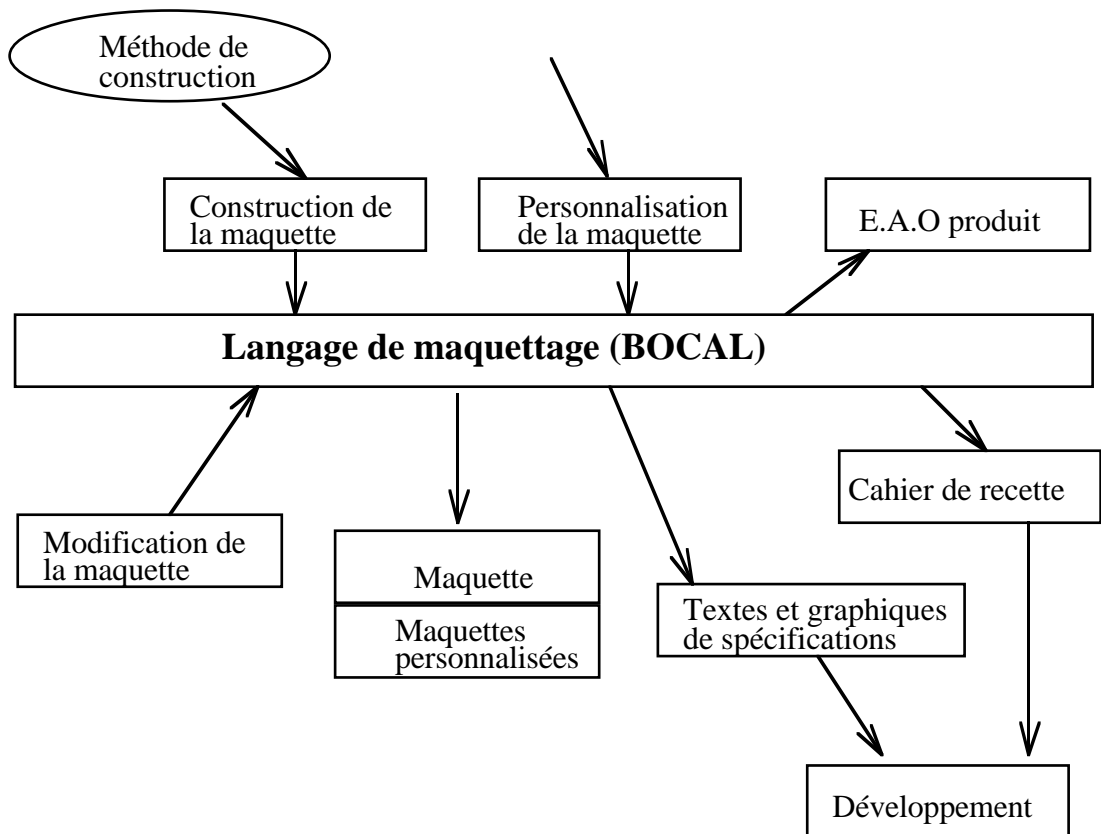 Méthode de
construction
Construction de
la maquette
Personnalisation
de la maquette
E.A.O produit
Langage de maquettage (BOCAL)
Cahier de recette
Modification de
la maquette
Maquette
Maquettes
personnalisées
Textes et graphiques
de spécifications
Développement